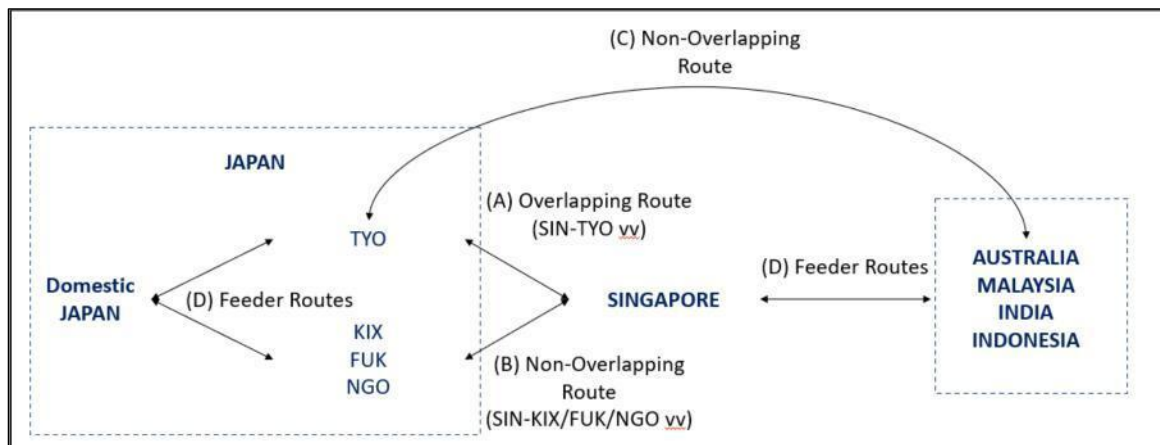 (C) Non-Overlapping
Route
JAPAN
(A) Overlapping Route
(SIN-TYO vv)
TYO
Domestic
JAPAN
(D) Feeder Routes
SINGAPORE
(D) Feeder Routes
AUSTRALIA
MALAYSIA
INDIA
INDONESIA
KIX
FUK
NGO
(B) Non-Overlapping
Route
(SIN-KIX/FUK/NGO vv)